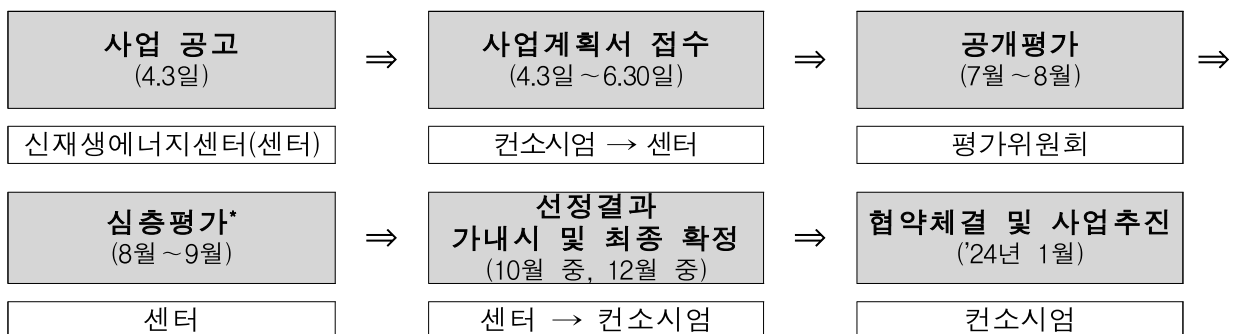 사업 공고
(4.3일)
신재생에너지센터(센터)
⇒
사업계획서 접수
(4.3일～6.30일)
컨소시엄 → 센터
⇒
공개평가
(7월～8월)
평가위원회
⇒
심층평가*
(8월～9월)
센터
⇒
선정결과
가내시 및 최종 확정
(10월 중, 12월 중)
센터 → 컨소시엄
⇒
협약체결 및 사업추진
('24년 1월)
컨소시엄